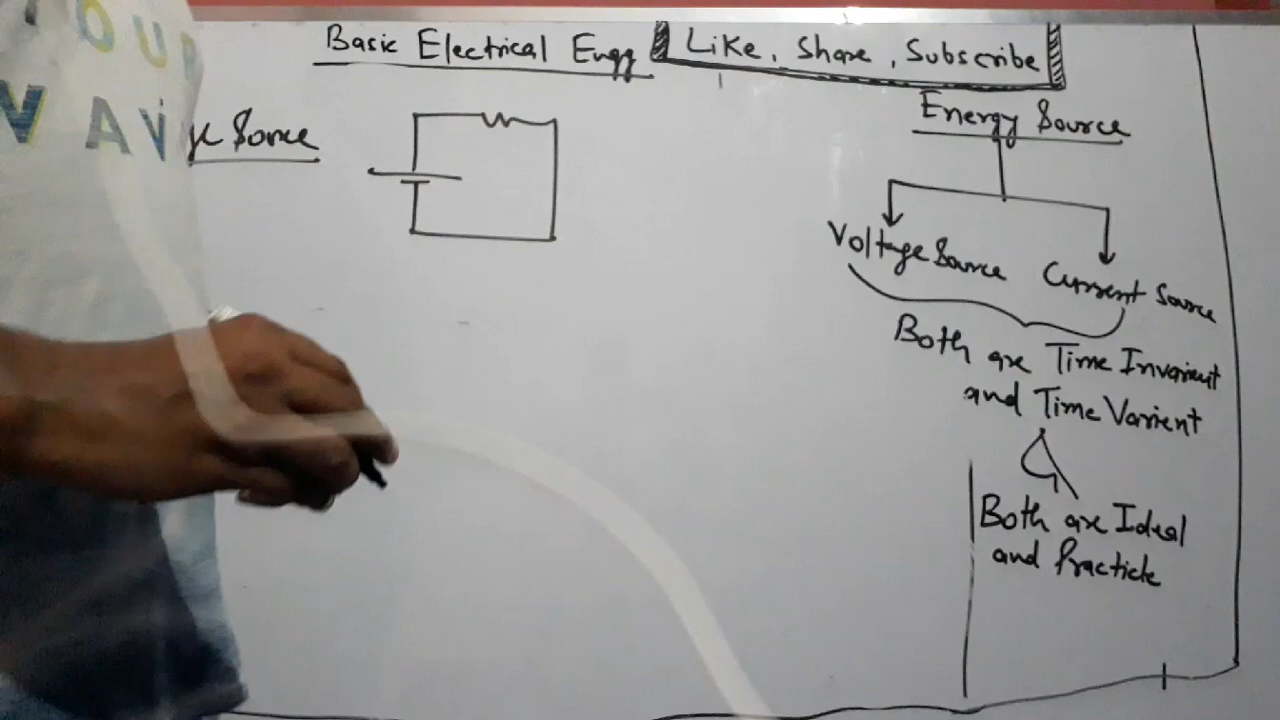 Basic Electrical Engg
Like, Share, Subscribe
Source
Energy Source
Voltage Source
Current Source
Both are Time Invarient
and Time Varient
Both are Ideal
and Practicle